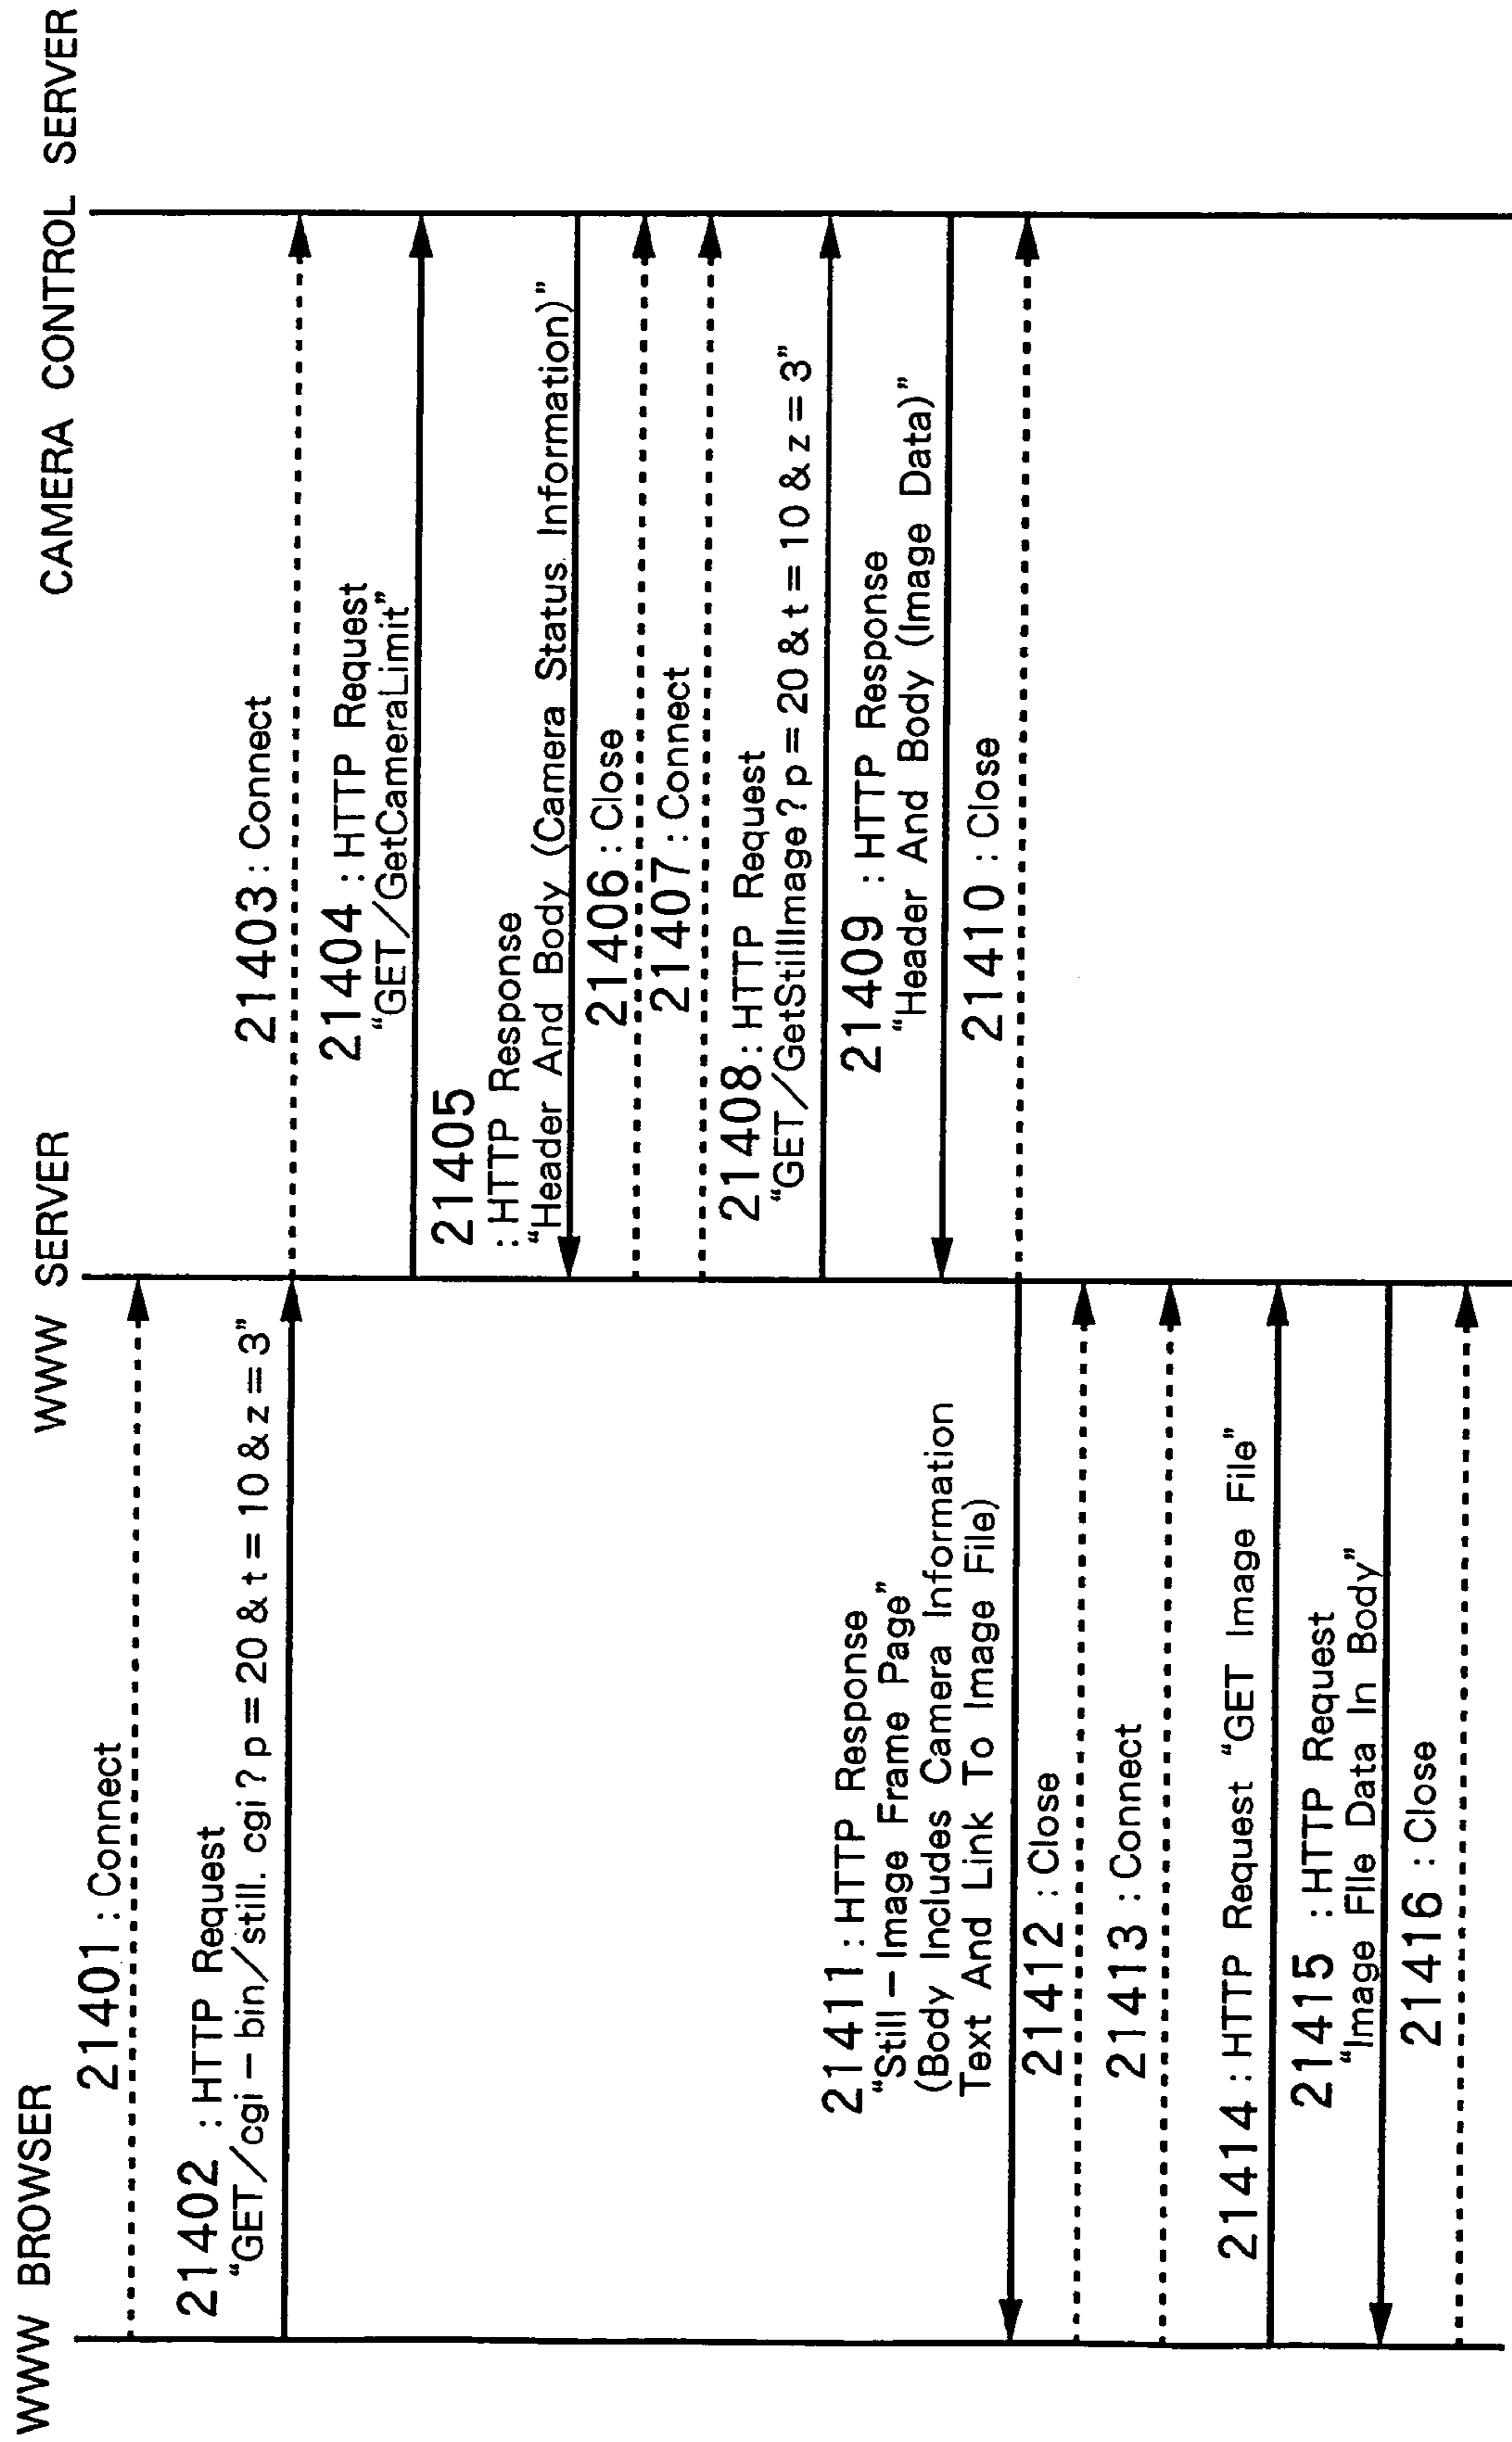 WWW BROWSER
WWW SERVER
CAMERA CONTROL SERVER
21401 : Connect
21402 : HTTP Request
“GET/cgi-bin/still.cgi?p=20&t=10&z=3”
21403 : Connect
21404 : HTTP Request
“GET/GetCameraLimit”
21405
: HTTP Response
“Header And Body (Camera Status Information)”
21406 : Close
21407 : Connect
21408 : HTTP Request
“GET/GetStillImage?p=20&t=10&z=3”
21409 : HTTP Response
“Header And Body (Image Data)”
21410 : Close
21411 : HTTP Response
“Still-Image Frame Page”
(Body Includes Camera Information
Text And Link To Image File)
21412 : Close
21413 : Connect
21414 : HTTP Request “GET Image File”
21415 : HTTP Request
“Image FIle Data In Body”
21416 : Close